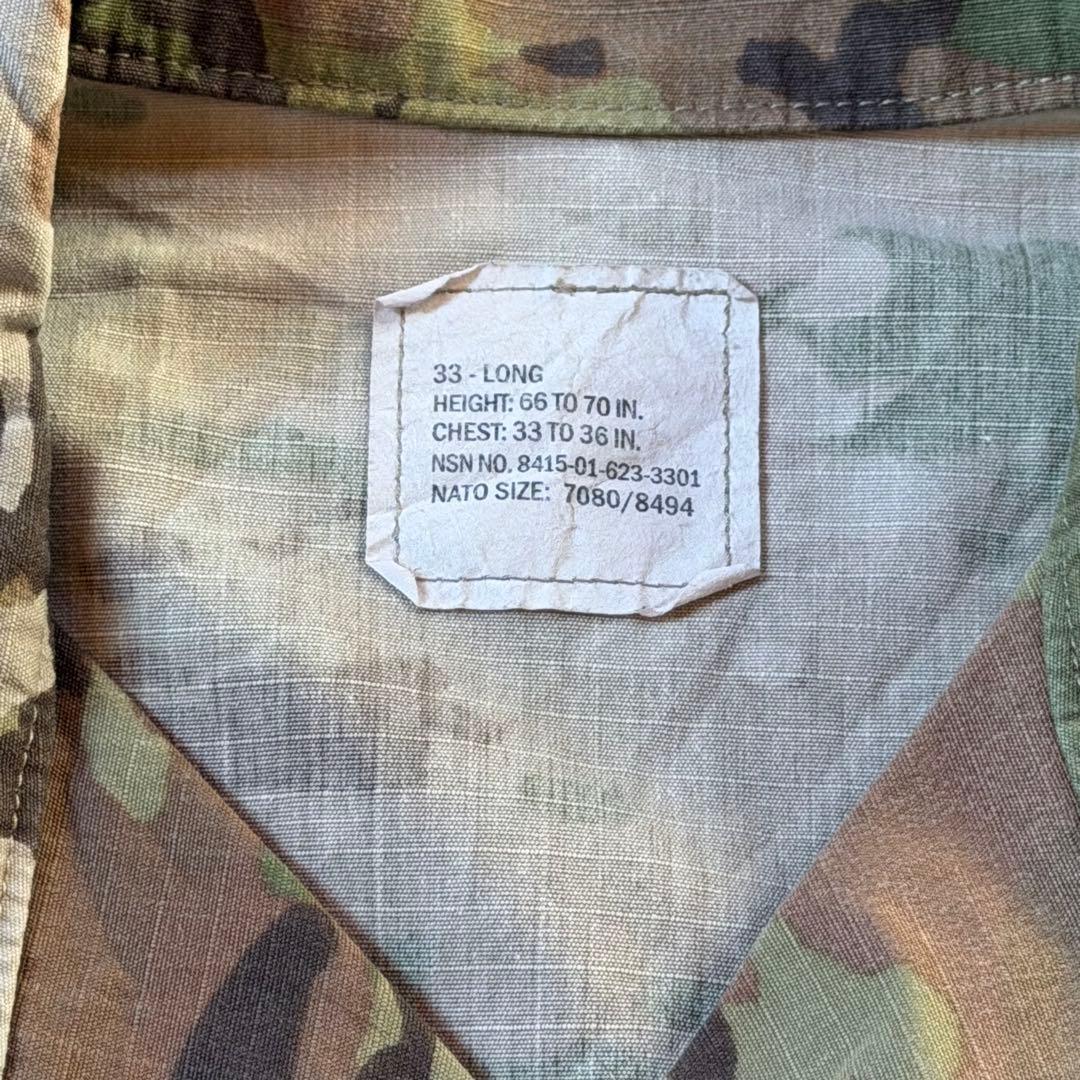 33 - LONG
HEIGHT: 66 TO 70 IN.
CHEST: 33 TO 36 IN.
NSN NO. 8415-01-623-3301
NATO SIZE: 7080/8494